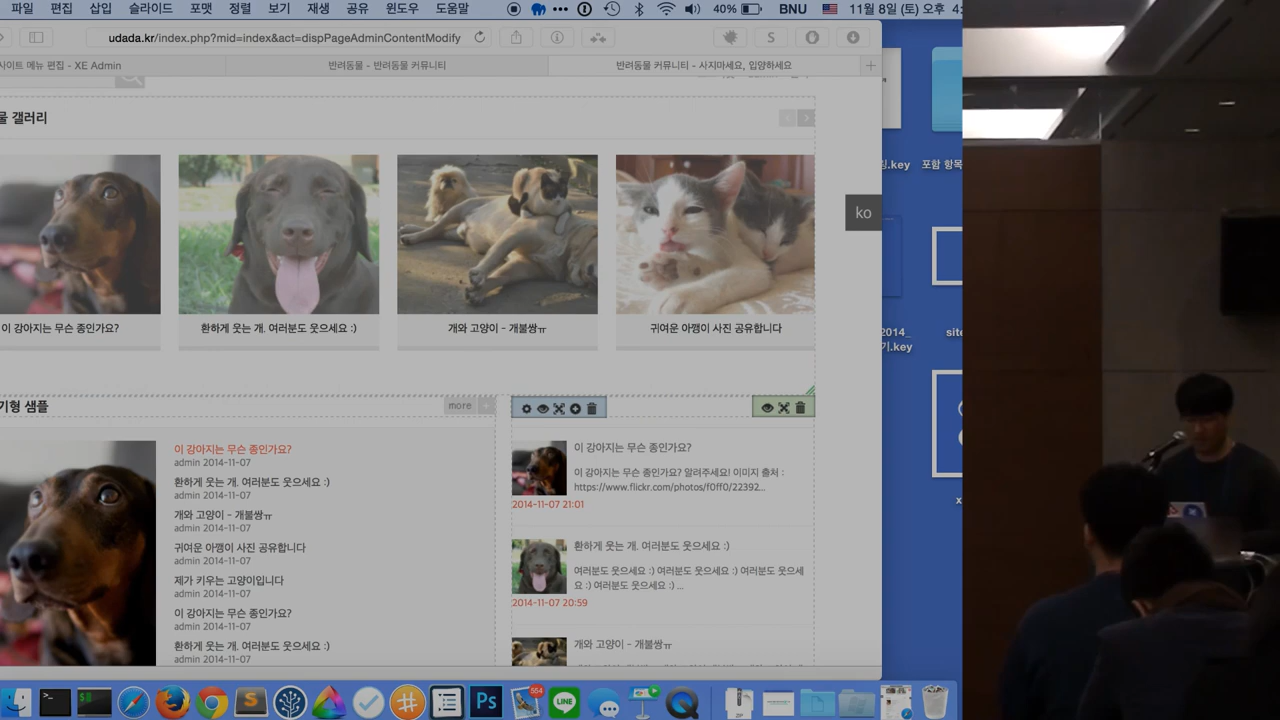 파일 편집 삽입 슬라이드 포맷 정렬 보기 재생 공유 윈도우 도움말 40% BNU 11월 8일 (토) 오후 4:
udada.kr/index.php?mid=index&act=dispPageAdminContentModify
사이트 메뉴 편집 - XE Admin
반려동물 - 반려동물 커뮤니티
반려동물 커뮤니티 - 사지마세요, 입양하세요
물 갤러리
.key
포함 항목
ko
이 강아지는 무슨 종인가요?
환하게 웃는 개. 여러분도 웃으세요 :)
개와 고양이 - 개불쌍ㅠ
귀여운 아깽이 사진 공유합니다
2014_
기.key
site
기형 샘플
more
이 강아지는 무슨 종인가요?
admin 2014-11-07
환하게 웃는 개. 여러분도 웃으세요 :)
admin 2014-11-07
개와 고양이 - 개불쌍ㅠ
admin 2014-11-07
귀여운 아깽이 사진 공유합니다
admin 2014-11-07
제가 키우는 고양이입니다
admin 2014-11-07
이 강아지는 무슨 종인가요?
admin 2014-11-07
환하게 웃는 개. 여러분도 웃으세요 :)
admin 2014-11-07
이 강아지는 무슨 종인가요?
이 강아지는 무슨 종인가요? 알려주세요! 이미지 출처 :
https://www.flickr.com/photos/f0ff0/22392...
2014-11-07 21:01
환하게 웃는 개. 여러분도 웃으세요 :)
여러분도 웃으세요 :) 여러분도 웃으세요 :) 여러분도 웃으세
요 :) 여러분도 웃으세요 :) ...
2014-11-07 20:59
개와 고양이 - 개불쌍ㅠ
x
S
Ps
554
LINE
ZIP